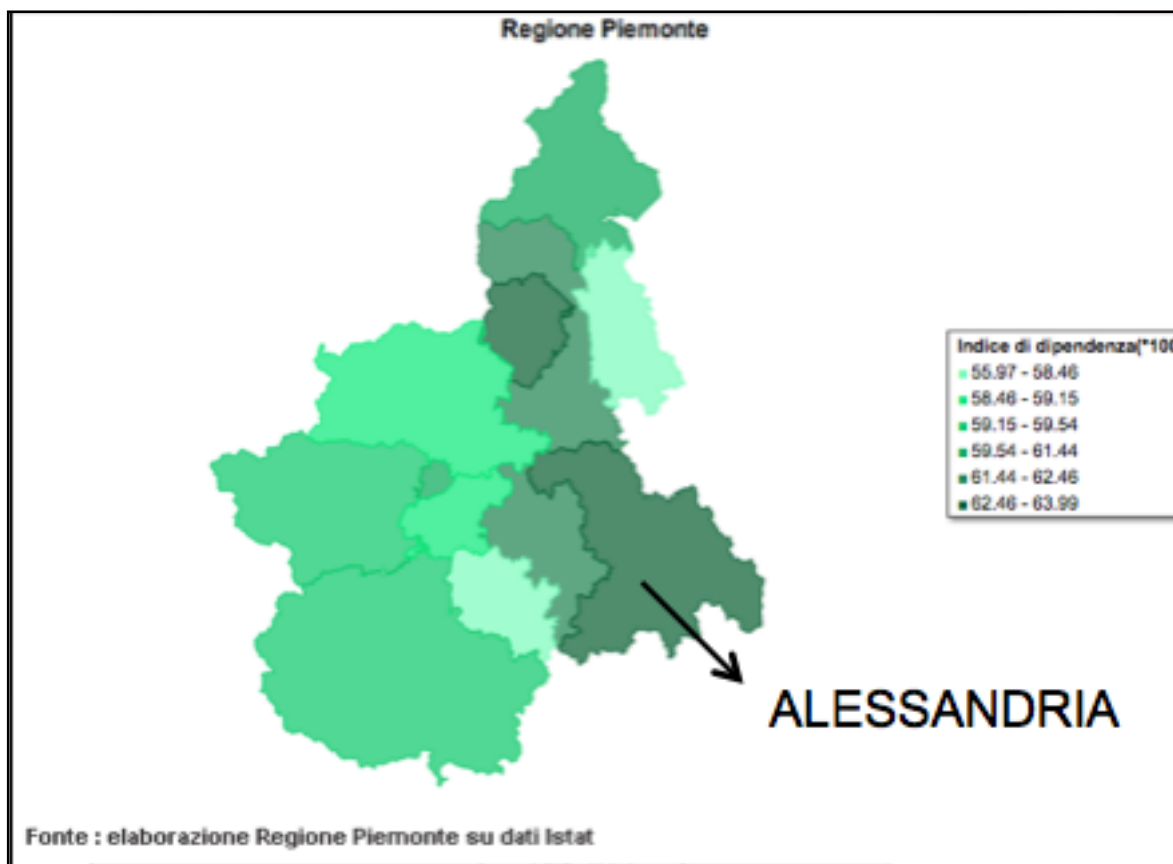 Regione Piemonte
Indice di dipendenza(*100
55.97 - 58.46
58.46 - 59.15
59.15 - 59.54
59.54 - 61.44
61.44 - 62.46
62.46 - 63.99
ALESSANDRIA
Fonte : elaborazione Regione Piemonte su dati Istat